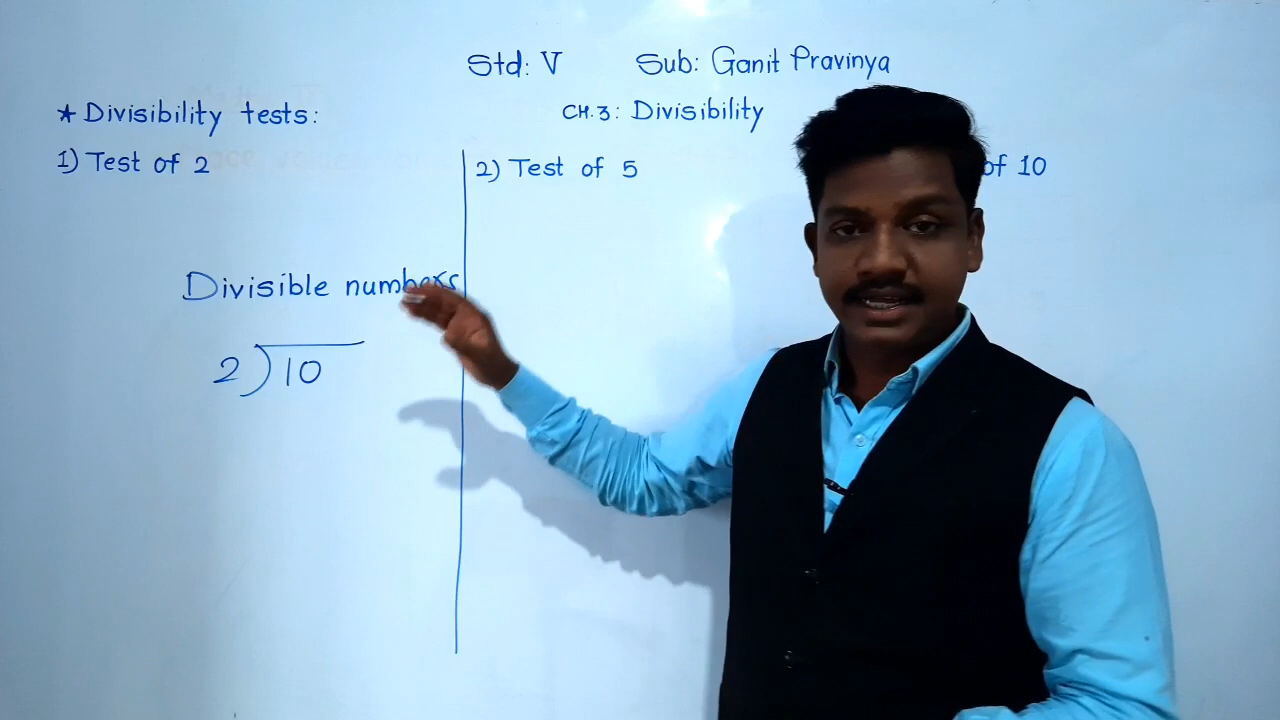 Std: V Sub: Ganit Pravinya
★ Divisibility tests: CH.3: Divisibility
1) Test of 2 2) Test of 5 of 10
Divisible numbers
2)10